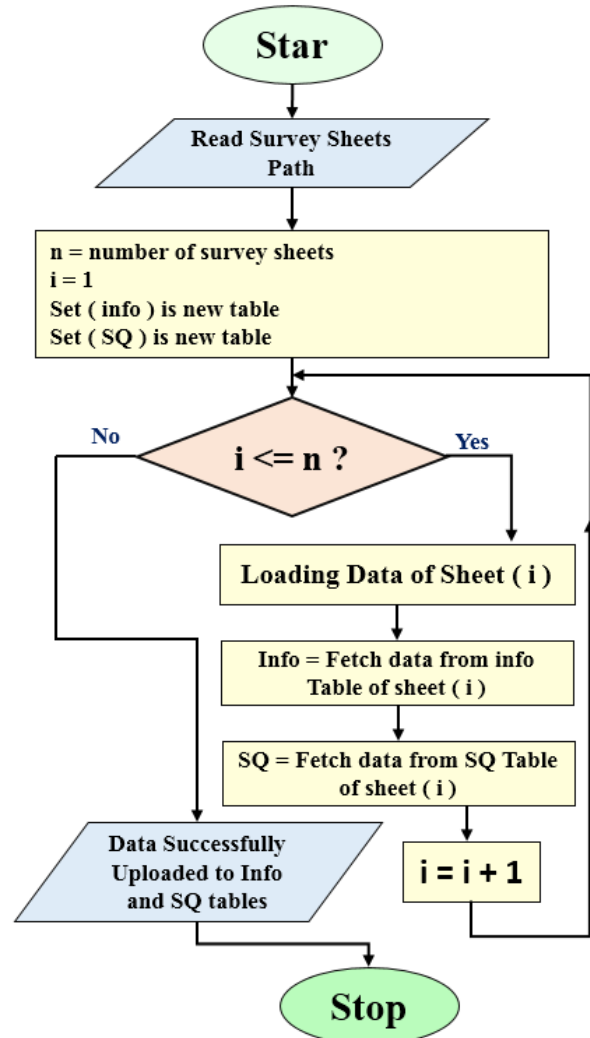 Star
Read Survey Sheets
Path
n = number of survey sheets
i = 1
Set ( info ) is new table
Set ( SQ ) is new table
i <= n ?
No
Yes
Loading Data of Sheet ( i )
Info = Fetch data from info
Table of sheet ( i )
SQ = Fetch data from SQ Table
of sheet ( i )
i = i + 1
Data Successfully
Uploaded to Info
and SQ tables
Stop